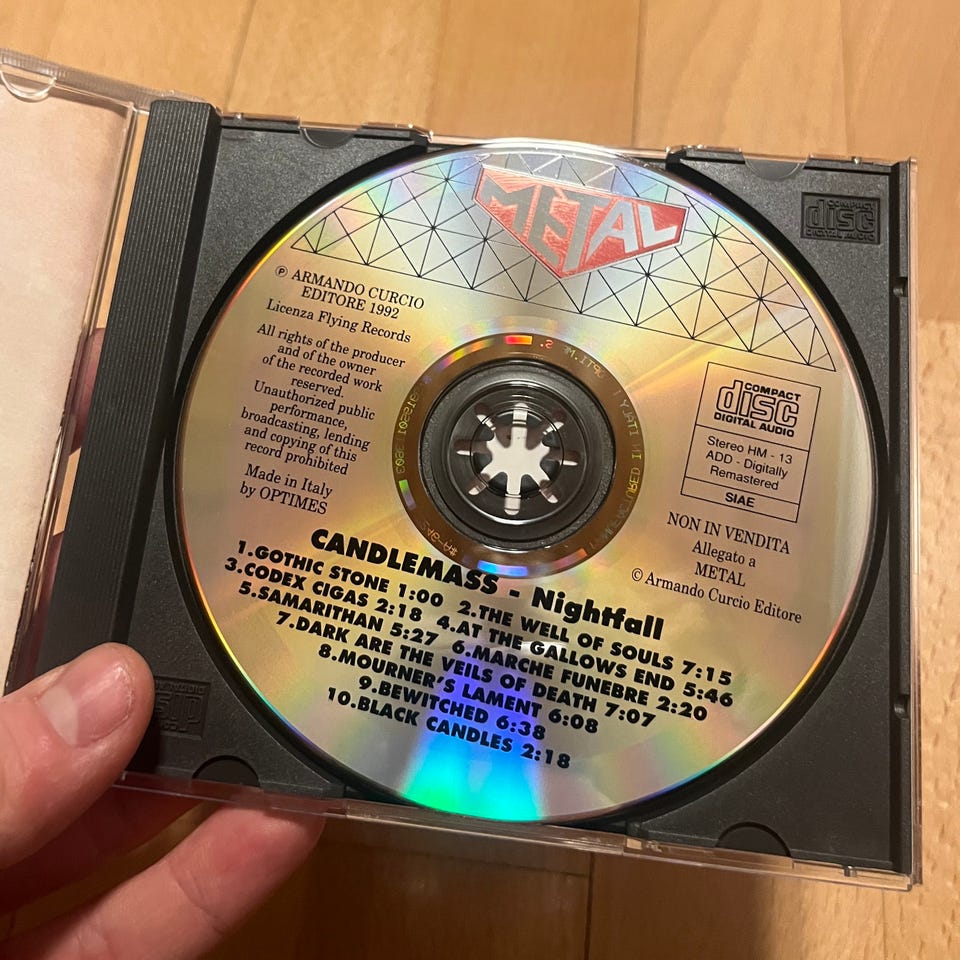 METAL
℗ ARMANDO CURCIO
EDITORE 1992
Licenza Flying Records
All rights of the producer
and of the owner
of the recorded work
reserved.
Unauthorized public
performance,
broadcasting, lending
and copying of this
record prohibited
Made in Italy
by OPTIMES
COMPACT
disc
DIGITAL AUDIO
Stereo HM - 13
ADD - Digitally
Remastered
SIAE
NON IN VENDITA
Allegato a
METAL
© Armando Curcio Editore
CANDLEMASS - Nightfall
1.GOTHIC STONE 1:00 2.THE WELL OF SOULS 7:15
3.CODEX CIGAS 2:18 4.AT THE GALLOWS END 5:46
5.SAMARITHAN 5:27 6.MARCHE FUNEBRE 2:20
7.DARK ARE THE VEILS OF DEATH 7:07
8.MOURNER'S LAMENT 6:08
9.BEWITCHED 6:38
10.BLACK CANDLES 2:18
COMPACT
disc
DIGITAL AUDIO